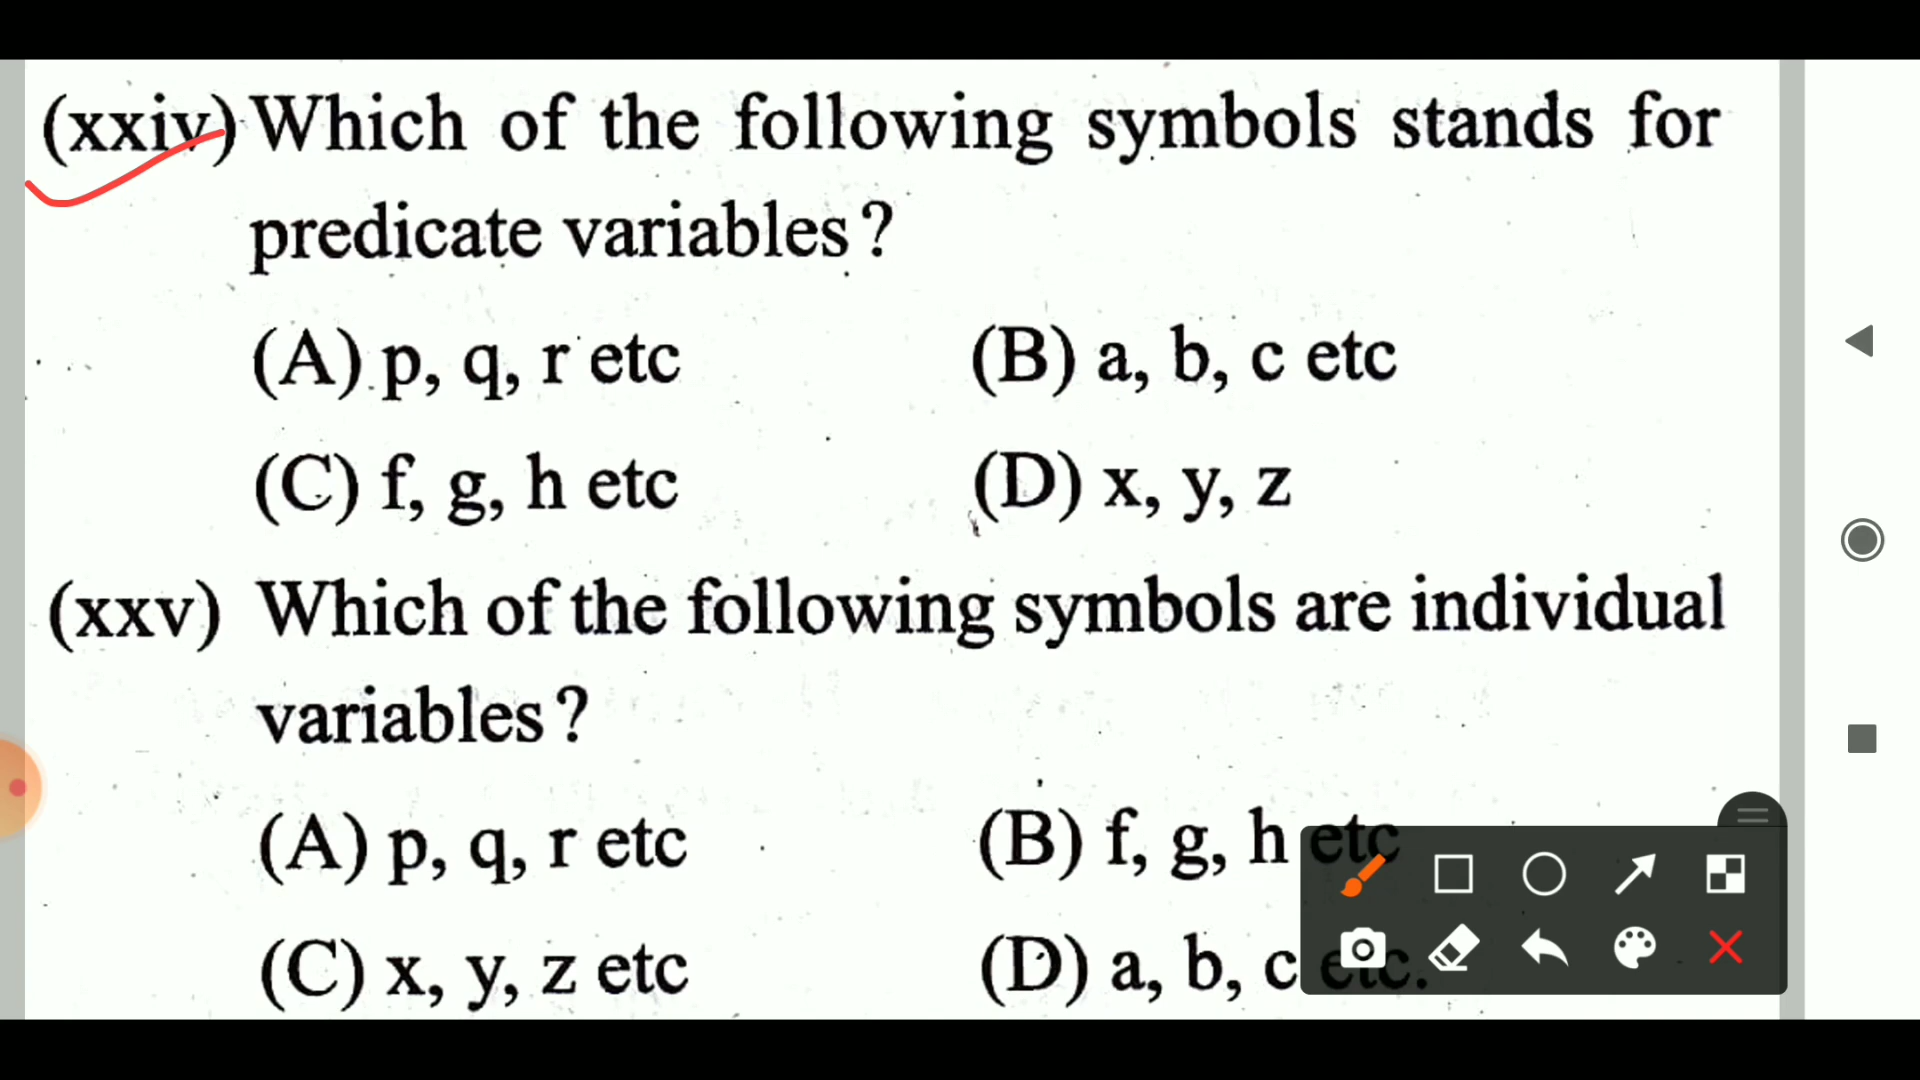 (xxiv) Which of the following symbols stands for
predicate variables?
(A) p, q, r etc (B) a, b, c etc
(C) f, g, h etc (D) x, y, z
(xxv) Which of the following symbols are individual
variables?
(A) p, q, r etc (B) f, g, h etc
(C) x, y, z etc (D) a, b, c etc.